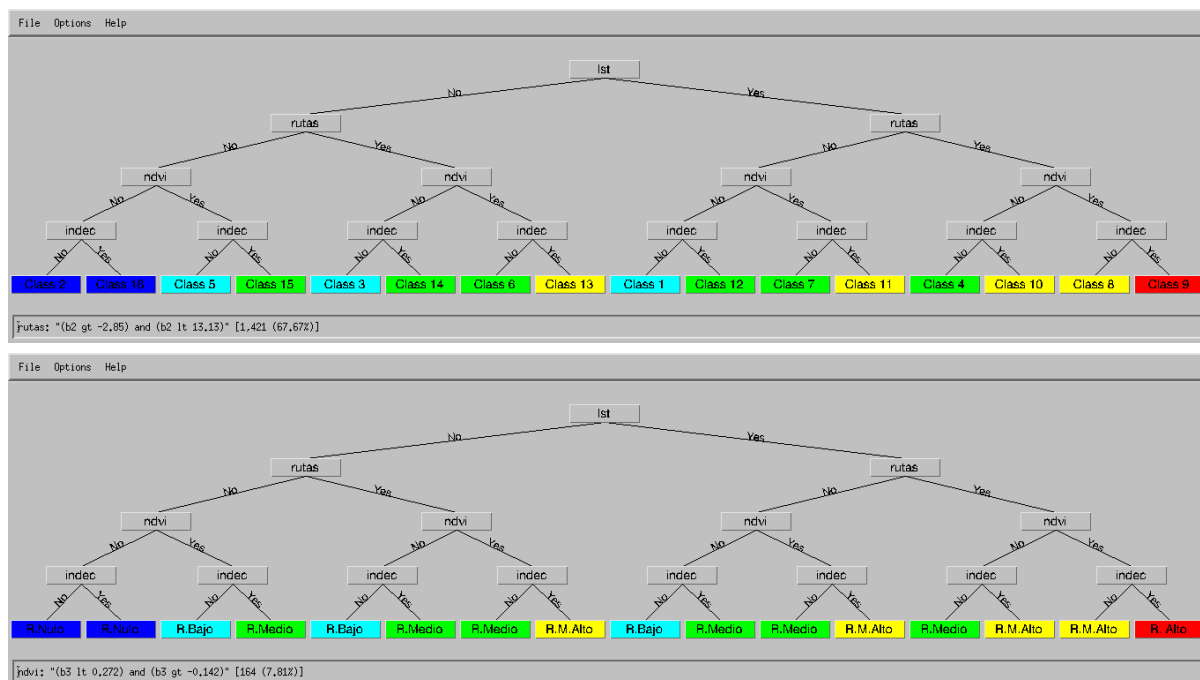 File Options Help
lst
No Yes
rutas rutas
No Yes No Yes
ndvi ndvi ndvi ndvi
No Yes No Yes No Yes No Yes
indec indec indec indec indec indec indec indec
No Yes No Yes No Yes No Yes No Yes No Yes No Yes No Yes
Class 2 Class 16 Class 5 Class 15 Class 3 Class 14 Class 6 Class 13 Class 1 Class 12 Class 7 Class 11 Class 4 Class 10 Class 8 Class 9
rutas: "(b2 gt -2.85) and (b2 lt 13.13)" [1,421 (67.67%)]
File Options Help
lst
No Yes
rutas rutas
No Yes No Yes
ndvi ndvi ndvi ndvi
No Yes No Yes No Yes No Yes
indec indec indec indec indec indec indec indec
No Yes No Yes No Yes No Yes No Yes No Yes No Yes No Yes
R.Nulo R.Nulo R.Bajo R.Medio R.Bajo R.Medio R.Medio R.M.Alto R.Bajo R.Medio R.Medio R.M.Alto R.Medio R.M.Alto R.M.Alto R. Alto
ndvi: "(b3 lt 0.272) and (b3 gt -0.142)" [164 (7.81%)]